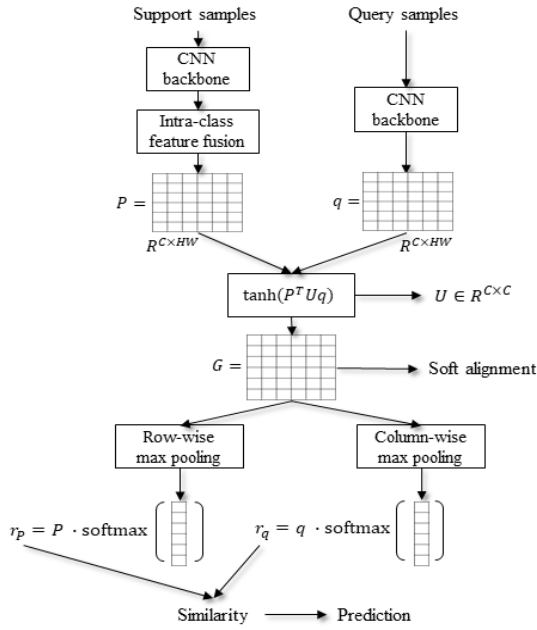 Support samples
Query samples
CNN
backbone
CNN
backbone
Intra-class
feature fusion
P =
q =
R^{C×HW}
R^{C×HW}
tanh(P^T Uq)
U ∈ R^{C×C}
G =
Soft alignment
Row-wise
max pooling
Column-wise
max pooling
r_P = P · softmax
r_q = q · softmax
Similarity
Prediction